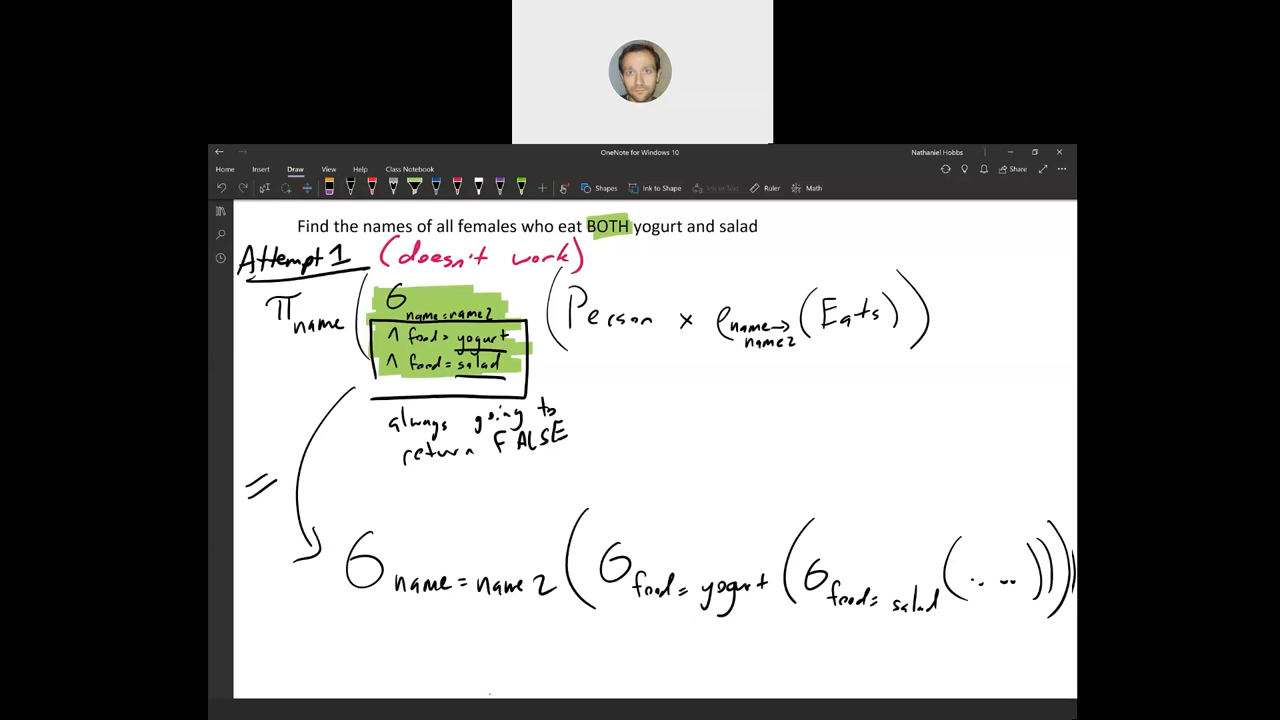 OneNote for Windows 10
Nathaniel Hobbs
Home Insert Draw View Help Class Notebook
Share
Shapes Ink to Shape Ink to Text Ruler Math
Find the names of all females who eat BOTH yogurt and salad
Attempt 1 (doesn't work)
π name ( σ name=name2 ∧ food = yogurt ∧ food = salad ( Person × ρ name→name2 (Eats) )
always going to
return FALSE
=
σ name = name2 ( σ food = yogurt ( σ food = salad ( .. .. ) ) ) )